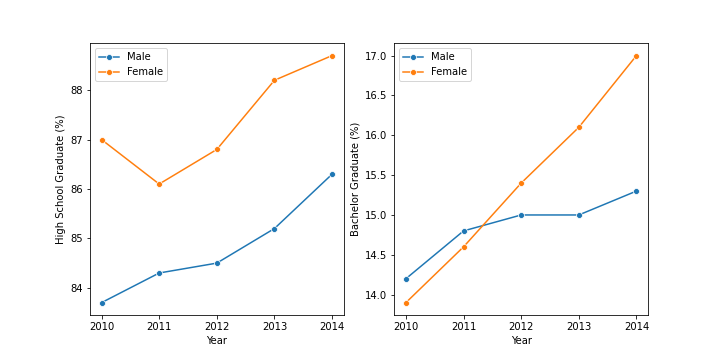 Male
Female
High School Graduate (%)
88
87
86
85
84
2010
2011
2012
2013
2014
Year
Male
Female
Bachelor Graduate (%)
17.0
16.5
16.0
15.5
15.0
14.5
14.0
2010
2011
2012
2013
2014
Year